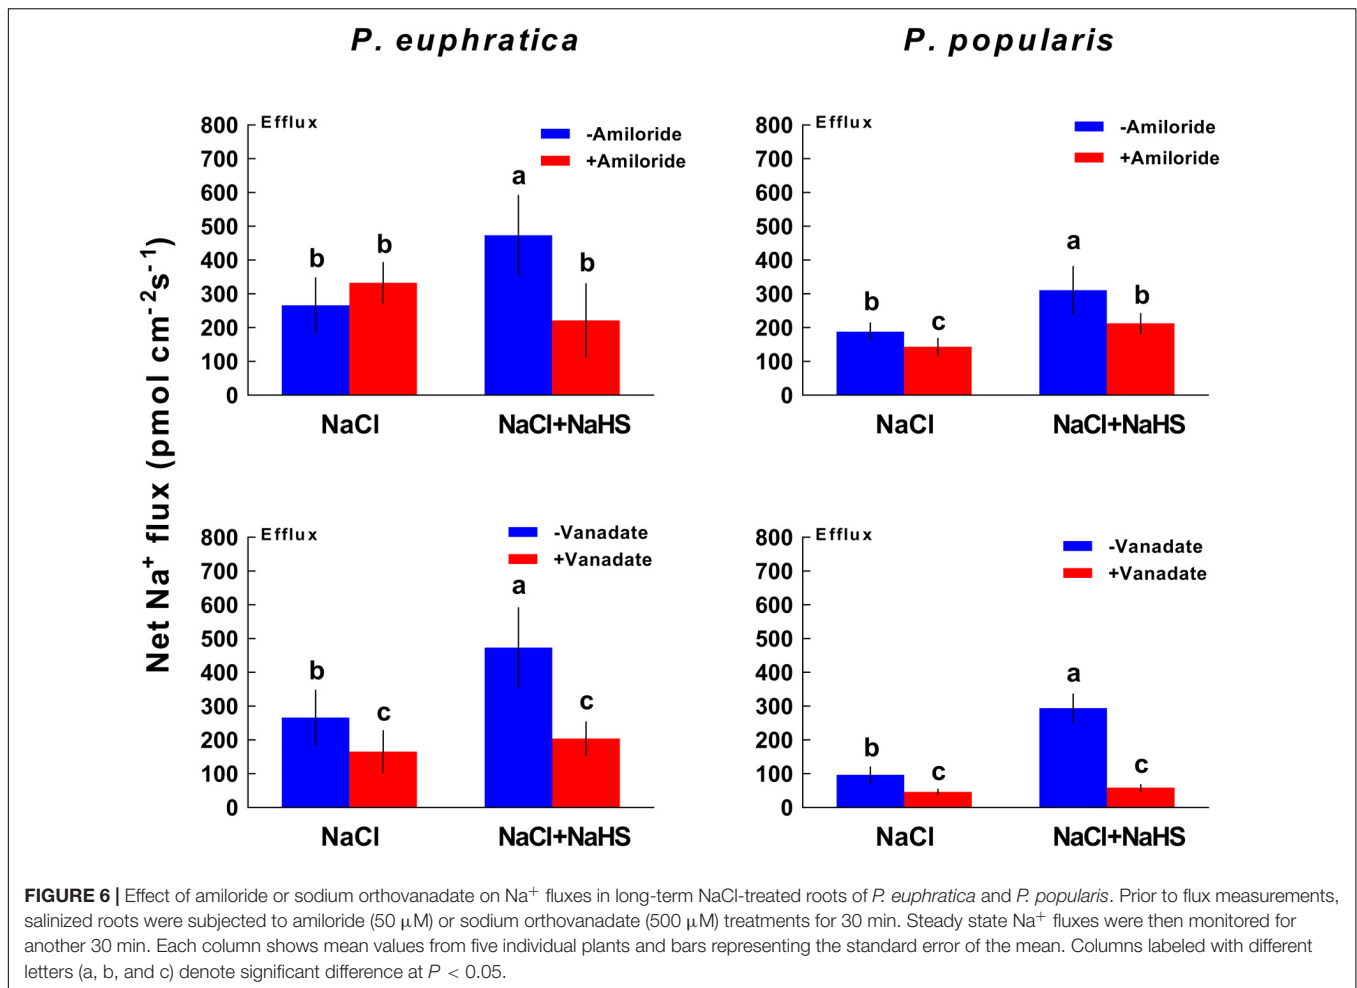 P. euphratica
P. popularis
Net Na+ flux (pmol cm-2s-1)
800
700
600
500
400
300
200
100
0
Efflux
-Amiloride
+Amiloride
b
b
a
b
NaCl
NaCl+NaHS
800
700
600
500
400
300
200
100
0
Efflux
-Amiloride
+Amiloride
b
c
a
b
NaCl
NaCl+NaHS
800
700
600
500
400
300
200
100
0
Efflux
-Vanadate
+Vanadate
b
c
a
c
NaCl
NaCl+NaHS
800
700
600
500
400
300
200
100
0
Efflux
-Vanadate
+Vanadate
b
c
a
c
NaCl
NaCl+NaHS
FIGURE 6 | Effect of amiloride or sodium orthovanadate on Na+ fluxes in long-term NaCl-treated roots of P. euphratica and P. popularis. Prior to flux measurements,
salinized roots were subjected to amiloride (50 μM) or sodium orthovanadate (500 μM) treatments for 30 min. Steady state Na+ fluxes were then monitored for
another 30 min. Each column shows mean values from five individual plants and bars representing the standard error of the mean. Columns labeled with different
letters (a, b, and c) denote significant difference at P < 0.05.